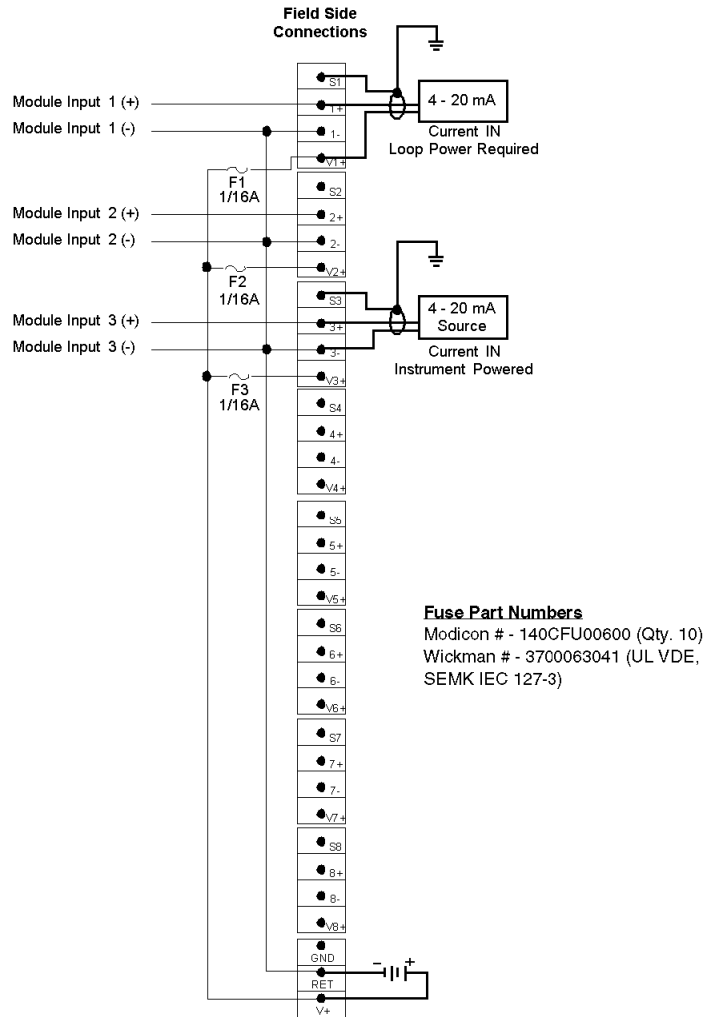 Field Side
Connections
S1
Module Input 1 (+)
1+
4 - 20 mA
Module Input 1 (-)
1-
Current IN
Loop Power Required
V1+
F1
1/16A
S2
Module Input 2 (+)
2+
Module Input 2 (-)
2-
V2+
F2
1/16A
S3
4 - 20 mA
Source
Module Input 3 (+)
3+
Module Input 3 (-)
3-
Current IN
Instrument Powered
V3+
F3
1/16A
S4
4+
4-
V4+
S5
5+
5-
V5+
Fuse Part Numbers
Modicon # - 140CFU00600 (Qty. 10)
Wickman # - 3700063041 (UL VDE,
SEMK IEC 127-3)
S6
6+
6-
V6+
S7
7+
7-
V7+
S8
8+
8-
V8+
GND
- +
RET
V+